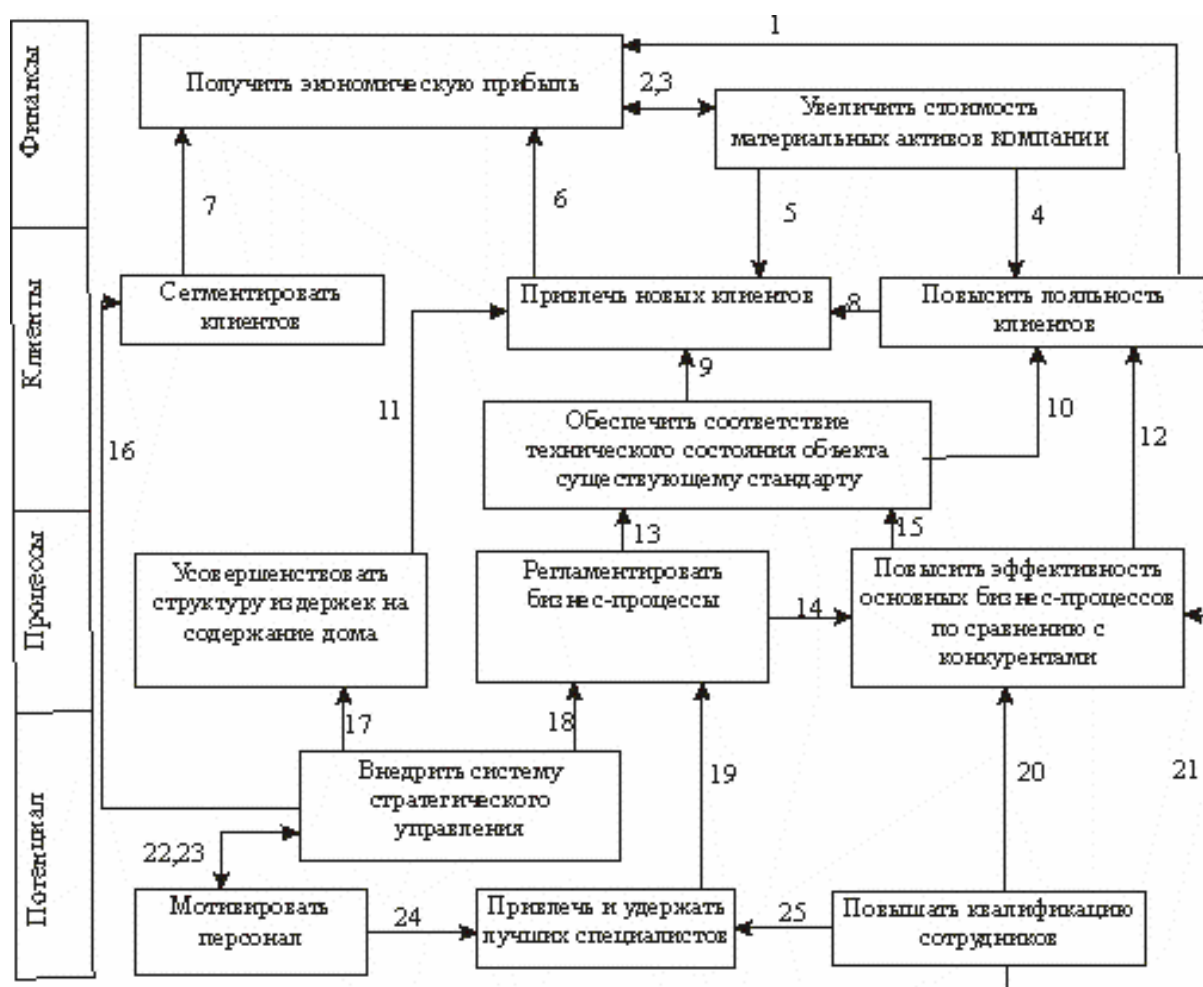 Финансы
1
Получить экономическую прибыль
2,3
Увеличить стоимость
материальных активов компании
7
6
5
4
Клиенты
Сегментировать
клиентов
Привлечь новых клиентов
8
Повысить лояльность
клиентов
9
10
11
12
16
Обеспечить соответствие
технического состояния объекта
существующему стандарту
Процессы
13
15
Усовершенствовать
структуру издержек на
содержание дома
Регламентировать
бизнес-процессы
14
Повысить эффективность
основных бизнес-процессов
по сравнению с
конкурентами
Потенциал
17
18
19
20
21
Внедрить систему
стратегического
управления
22,23
Мотивировать
персонал
24
Привлечь и удержать
лучших специалистов
25
Повышать квалификацию
сотрудников